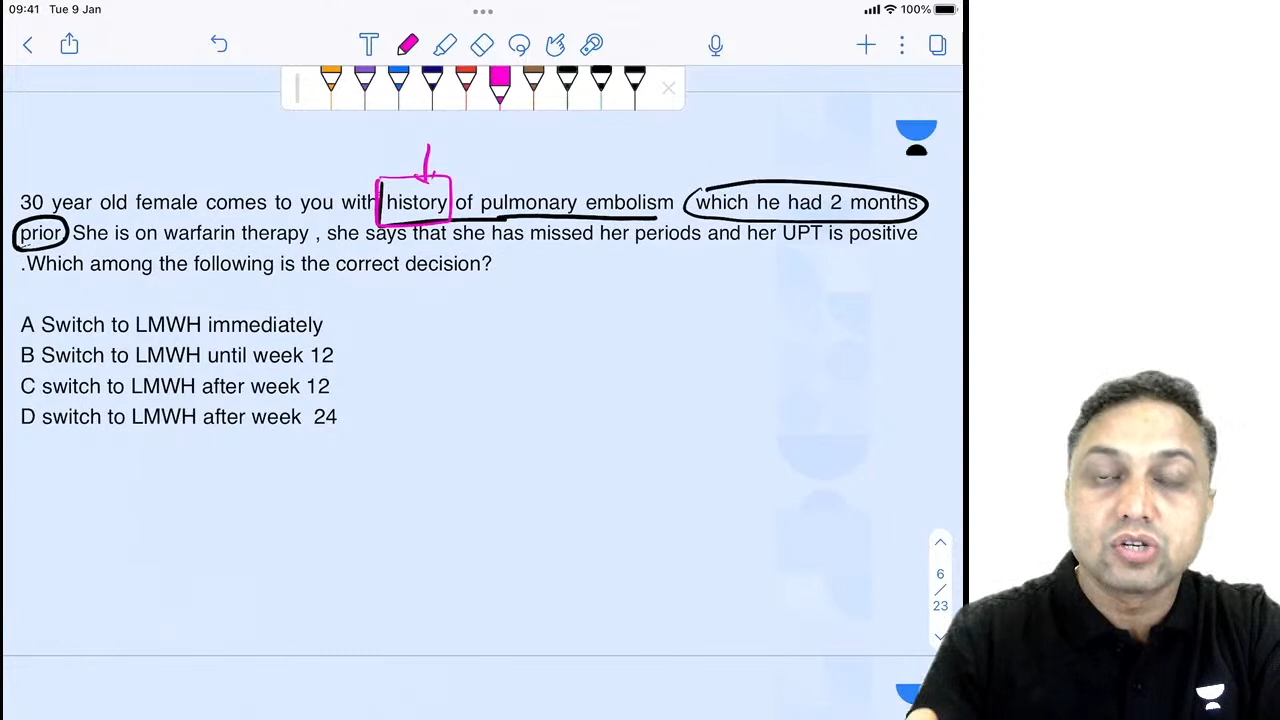 09:41 Tue 9 Jan
100%
30 year old female comes to you with history of pulmonary embolism which he had 2 months
prior She is on warfarin therapy , she says that she has missed her periods and her UPT is positive
.Which among the following is the correct decision?
A Switch to LMWH immediately
B Switch to LMWH until week 12
C switch to LMWH after week 12
D switch to LMWH after week 24
6
/
23